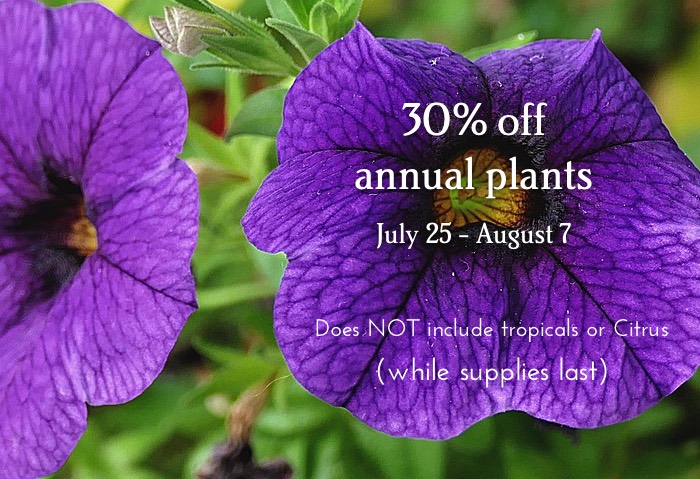 30% off
annual plants
July 25 - August 7
Does NOT include tropicals or Citrus
(while supplies last)